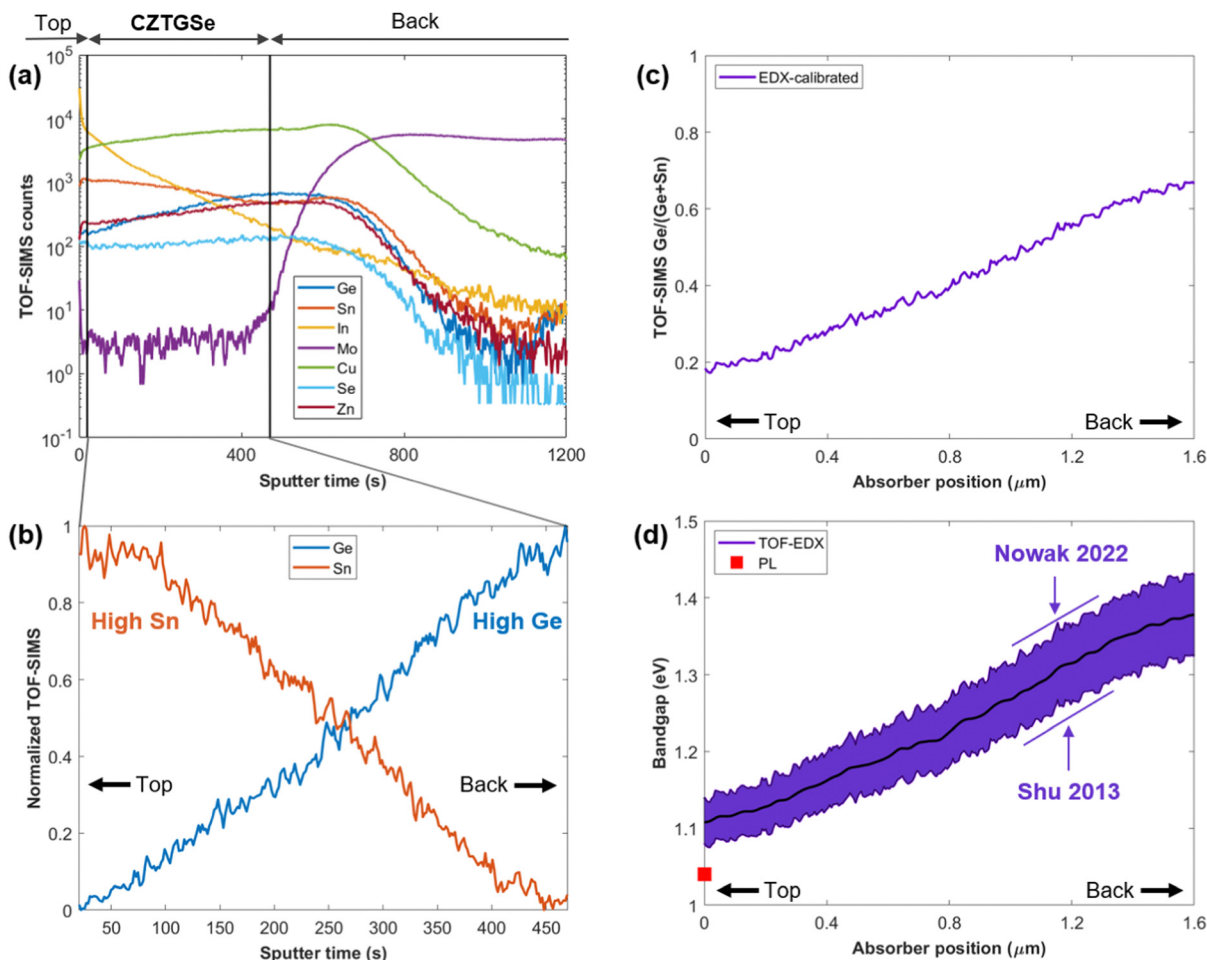 Top CZTGSe Back
(a)
10^5
10^4
10^3
10^2
10^1
10^0
10^-1
TOF-SIMS counts
Ge
Sn
In
Mo
Cu
Se
Zn
0 400 800 1200
Sputter time (s)
(b)
1
0.8
0.6
0.4
0.2
0
Normalized TOF-SIMS
Ge
Sn
High Sn High Ge
Top Back
50 100 150 200 250 300 350 400 450
Sputter time (s)
(c)
1
0.8
0.6
0.4
0.2
0
TOF-SIMS Ge/(Ge+Sn)
EDX-calibrated
Top Back
0 0.4 0.8 1.2 1.6
Absorber position (μm)
(d)
1.5
1.4
1.3
1.2
1.1
1
Bandgap (eV)
TOF-EDX
PL
Nowak 2022
Shu 2013
Top Back
0 0.4 0.8 1.2 1.6
Absorber position (μm)